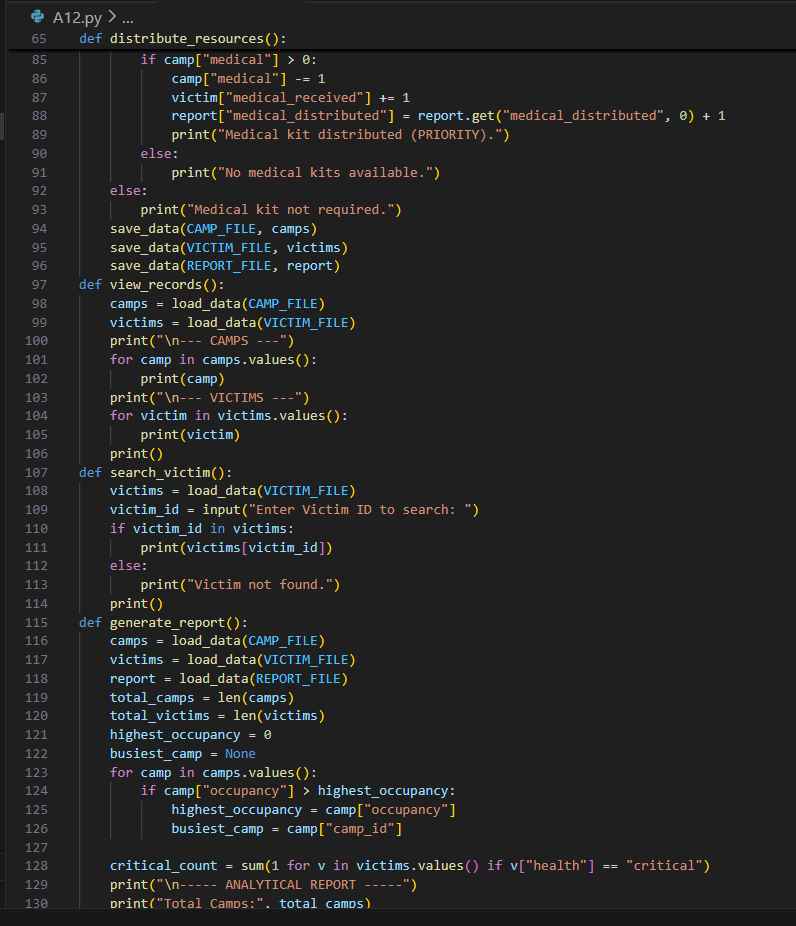 A12.py > ...
65 def distribute_resources():
85 if camp["medical"] > 0:
86 camp["medical"] -= 1
87 victim["medical_received"] += 1
88 report["medical_distributed"] = report.get("medical_distributed", 0) + 1
89 print("Medical kit distributed (PRIORITY).")
90 else:
91 print("No medical kits available.")
92 else:
93 print("Medical kit not required.")
94 save_data(CAMP_FILE, camps)
95 save_data(VICTIM_FILE, victims)
96 save_data(REPORT_FILE, report)
97 def view_records():
98 camps = load_data(CAMP_FILE)
99 victims = load_data(VICTIM_FILE)
100 print("\n--- CAMPS ---")
101 for camp in camps.values():
102 print(camp)
103 print("\n--- VICTIMS ---")
104 for victim in victims.values():
105 print(victim)
106 print()
107 def search_victim():
108 victims = load_data(VICTIM_FILE)
109 victim_id = input("Enter Victim ID to search: ")
110 if victim_id in victims:
111 print(victims[victim_id])
112 else:
113 print("Victim not found.")
114 print()
115 def generate_report():
116 camps = load_data(CAMP_FILE)
117 victims = load_data(VICTIM_FILE)
118 report = load_data(REPORT_FILE)
119 total_camps = len(camps)
120 total_victims = len(victims)
121 highest_occupancy = 0
122 busiest_camp = None
123 for camp in camps.values():
124 if camp["occupancy"] > highest_occupancy:
125 highest_occupancy = camp["occupancy"]
126 busiest_camp = camp["camp_id"]
127
128 critical_count = sum(1 for v in victims.values() if v["health"] == "critical")
129 print("\n----- ANALYTICAL REPORT -----")
130 print("Total Camps:", total_camps)